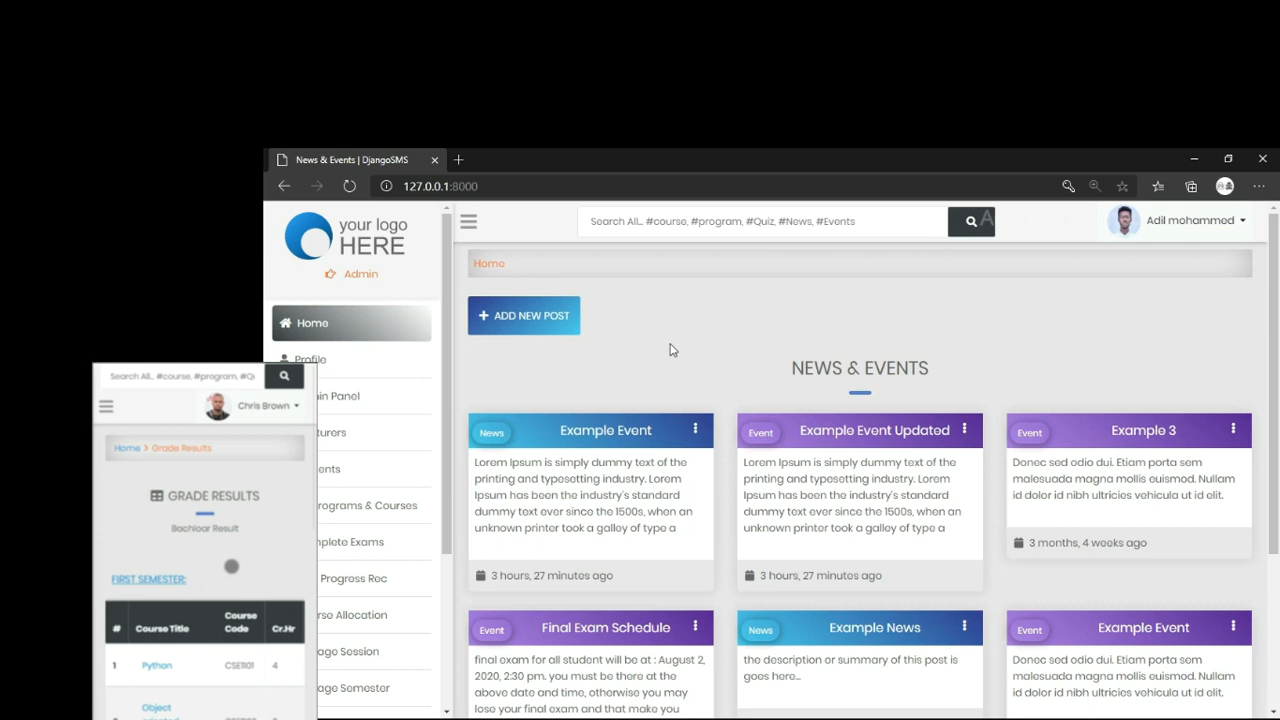 News & Events | DjangoSMS
127.0.0.1:8000
your logo
HERE
Admin
Home
Profile
in Panel
turers
ents
rograms & Courses
plete Exams
Progress Rec
se Allocation
age Session
age Semester
Search All... #course, #program, #Quiz, #News, #Events
A
Adil mohammed
Home
ADD NEW POST
NEWS & EVENTS
News
Example Event
Lorem Ipsum is simply dummy text of the
printing and typesetting industry. Lorem
Ipsum has been the industry's standard
dummy text ever since the 1500s, when an
unknown printer took a galley of type a
3 hours, 27 minutes ago
Event
Example Event Updated
Lorem Ipsum is simply dummy text of the
printing and typesetting industry. Lorem
Ipsum has been the industry's standard
dummy text ever since the 1500s, when an
unknown printer took a galley of type a
3 hours, 27 minutes ago
Event
Example 3
Donec sed odio dui. Etiam porta sem
malesuada magna mollis euismod. Nullam
id dolor id nibh ultricies vehicula ut id elit.
3 months, 4 weeks ago
Event
Final Exam Schedule
final exam for all student will be at : August 2,
2020, 2:30 pm. you must be there at the
above date and time, otherwise you may
lose your final exam and that make you
News
Example News
the description or summary of this post is
goes here...
Event
Example Event
Donec sed odio dui. Etiam porta sem
malesuada magna mollis euismod. Nullam
id dolor id nibh ultricies vehicula ut id elit.
Search All... #course, #program, #Q
Chris Brown
Home > Grade Results
GRADE RESULTS
Bachloar Result
FIRST SEMESTER:
# Course Title Course Code Cr.Hr
1 Python CSE1101 4
Object